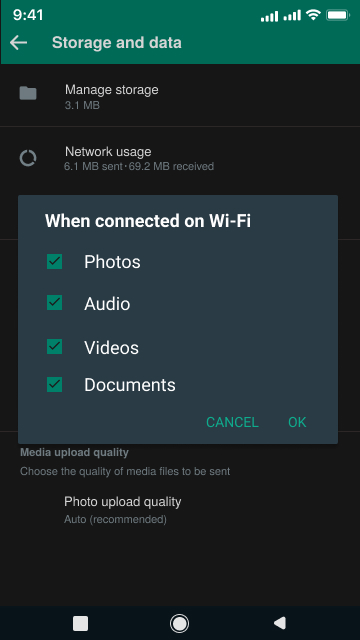 9:41
Storage and data
Manage storage
3.1 MB
Network usage
6.1 MB sent·69.2 MB received
When connected on Wi-Fi
Photos
Audio
Videos
Documents
CANCEL OK
Media upload quality
Choose the quality of media files to be sent
Photo upload quality
Auto (recommended)